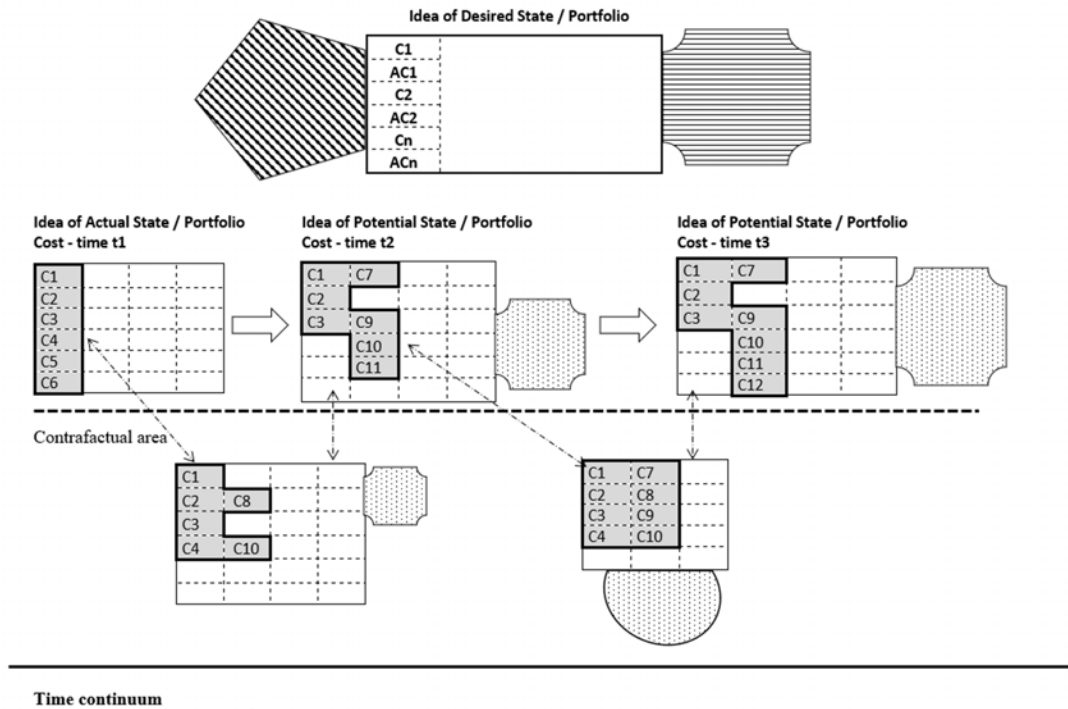 Idea of Desired State / Portfolio
C1
AC1
C2
AC2
Cn
ACn
Idea of Actual State / Portfolio
Cost - time t1
C1
C2
C3
C4
C5
C6
Idea of Potential State / Portfolio
Cost - time t2
C1 C7
C2
C3 C9
C10
C11
Idea of Potential State / Portfolio
Cost - time t3
C1 C7
C2
C3 C9
C10
C11
C12
Contrafactual area
C1
C2 C8
C3
C4 C10
C1 C7
C2 C8
C3 C9
C4 C10
Time continuum